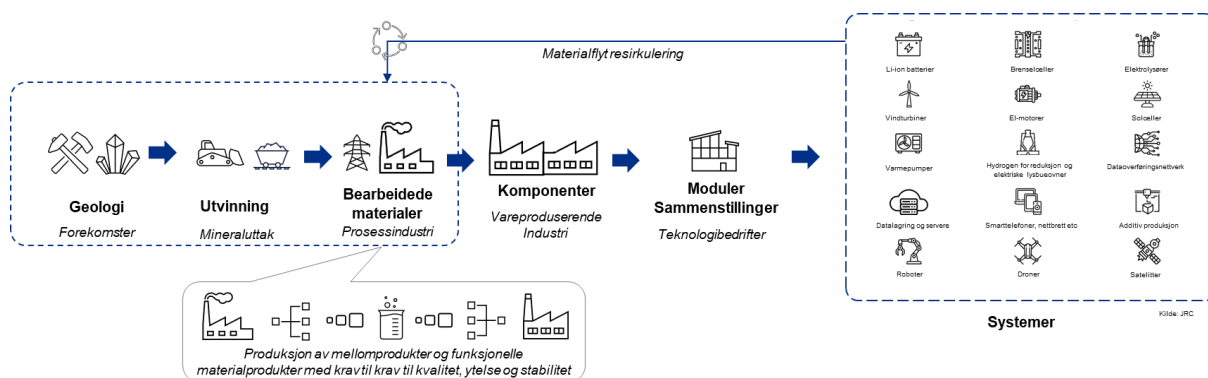 Materialflyt resirkulering
Geologi
Forekomster
Utvinning
Mineraluttak
Bearbeidede
materialer
Prosessindustri
Komponenter
Vareproduserende
Industri
Moduler
Sammenstillinger
Teknologibedrifter
Li-ion batterier
Brenselceller
Elektrolysører
Vindturbiner
El-motorer
Solceller
Varmepumper
Hydrogen for reduksjon og
elektriske lysbueovner
Dataoverføringsnettverk
Datalagring og servere
Smarttelefoner, nettbrett etc
Additiv produksjon
Roboter
Droner
Satelitter
Systemer
Kilde: JRC
Produksjon av mellomprodukter og funksjonelle
materialprodukter med krav til krav til kvalitet, ytelse og stabilitet